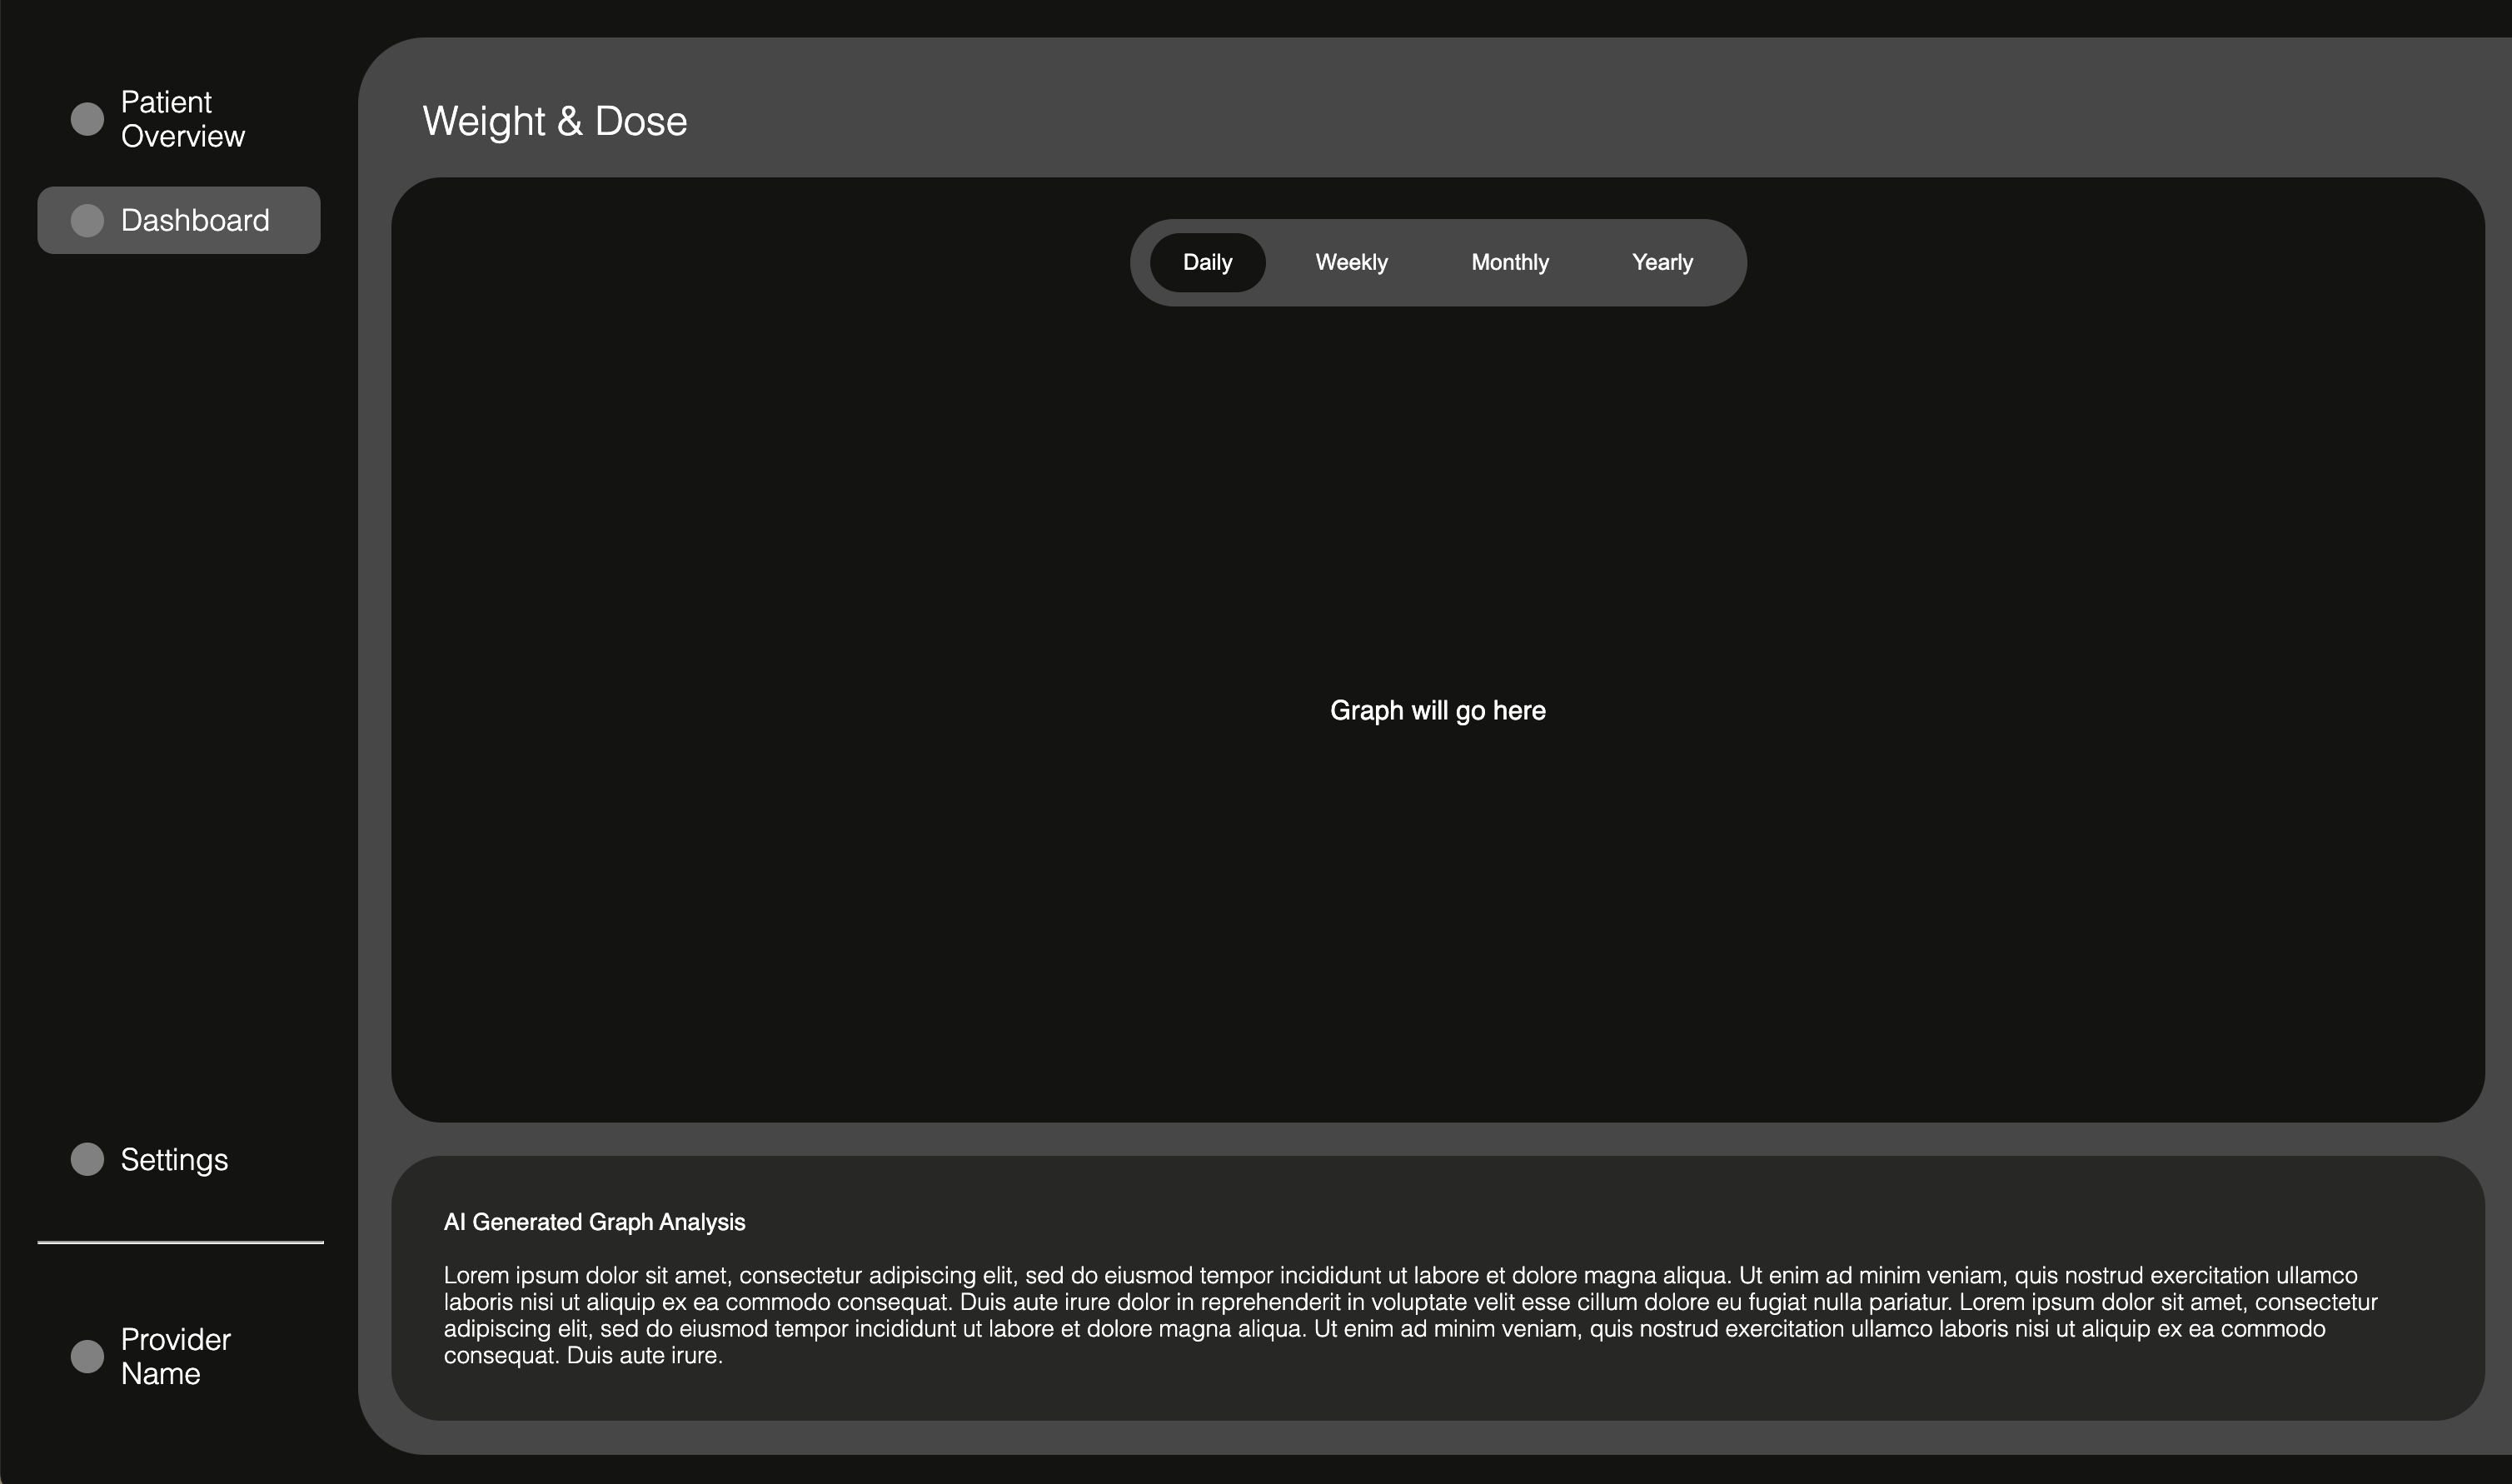 Patient
Overview
Dashboard
Settings
Provider
Name
Weight & Dose
Daily Weekly Monthly Yearly
Graph will go here
AI Generated Graph Analysis
Lorem ipsum dolor sit amet, consectetur adipiscing elit, sed do eiusmod tempor incididunt ut labore et dolore magna aliqua. Ut enim ad minim veniam, quis nostrud exercitation ullamco
laboris nisi ut aliquip ex ea commodo consequat. Duis aute irure dolor in reprehenderit in voluptate velit esse cillum dolore eu fugiat nulla pariatur. Lorem ipsum dolor sit amet, consectetur
adipiscing elit, sed do eiusmod tempor incididunt ut labore et dolore magna aliqua. Ut enim ad minim veniam, quis nostrud exercitation ullamco laboris nisi ut aliquip ex ea commodo
consequat. Duis aute irure.